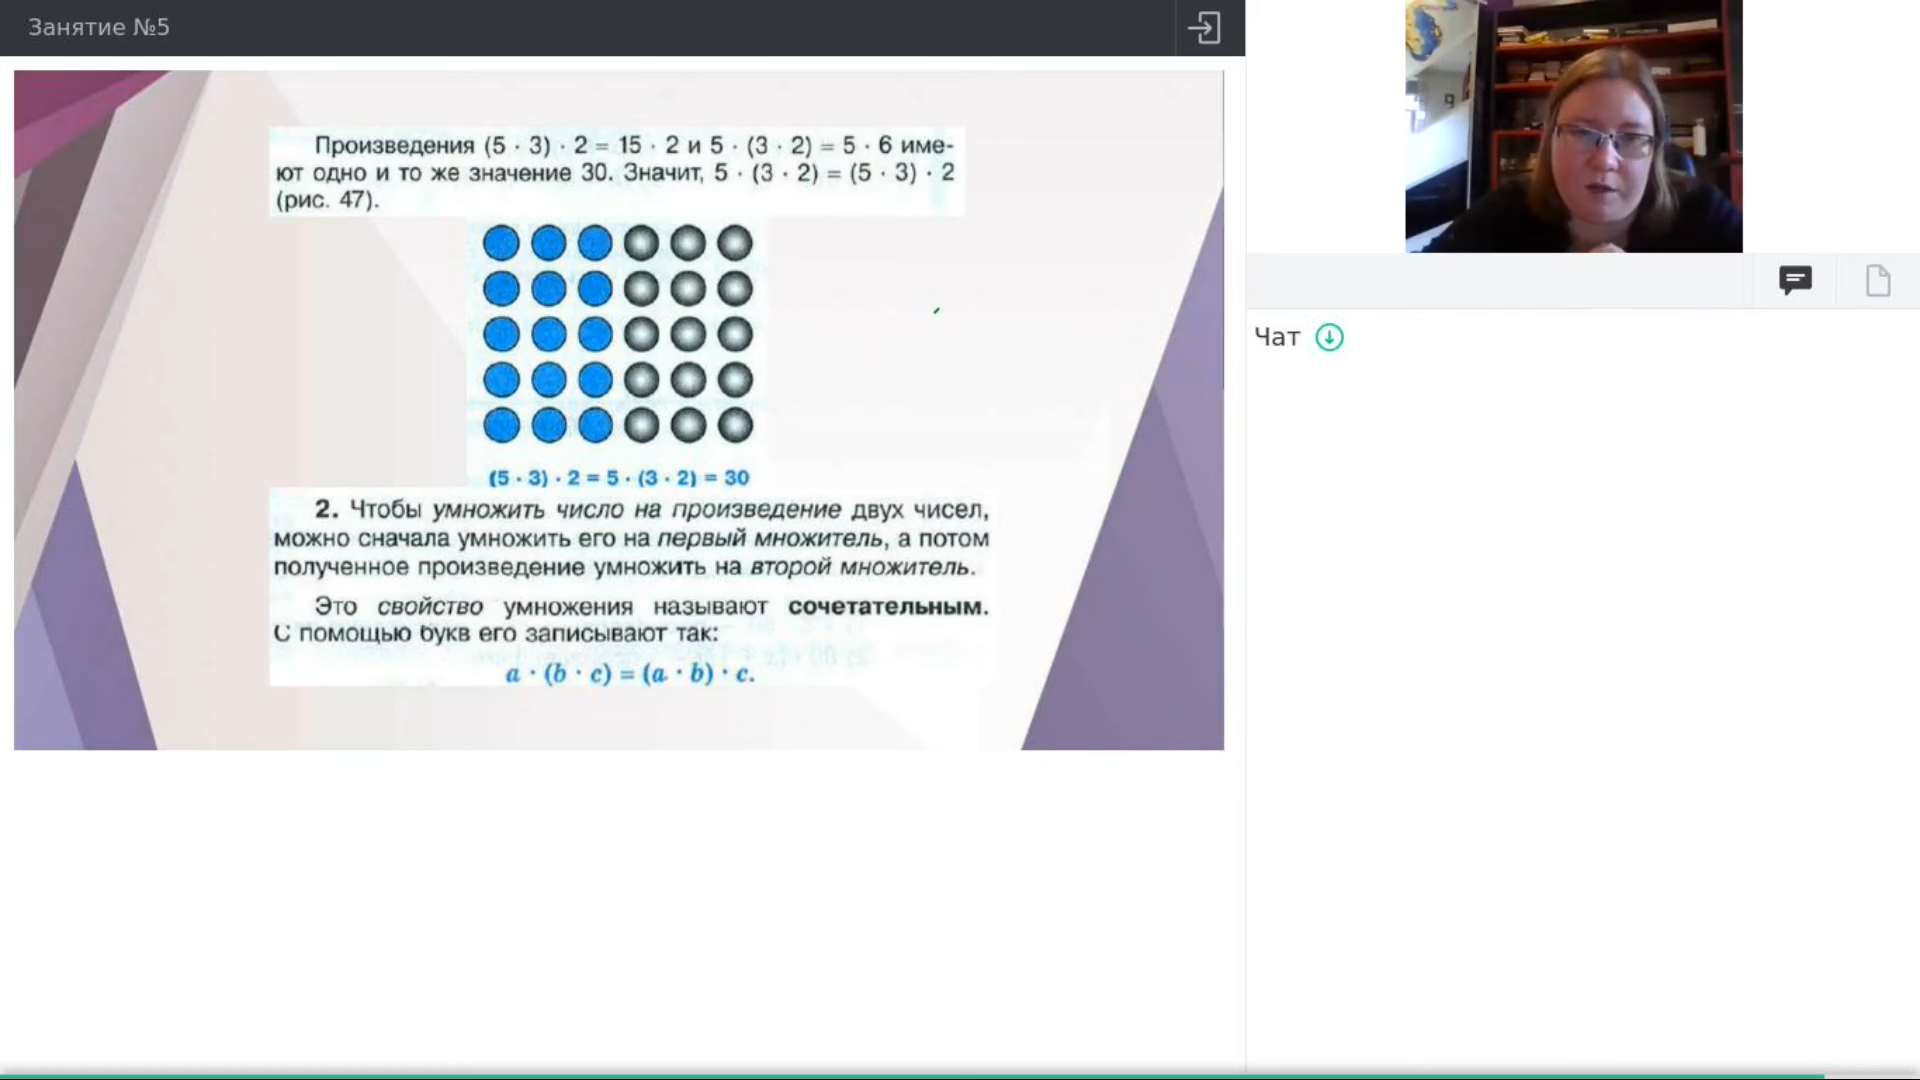 Занятие №5
Произведения (5 · 3) · 2 = 15 · 2 и 5 · (3 · 2) = 5 · 6 име-
ют одно и то же значение 30. Значит, 5 · (3 · 2) = (5 · 3) · 2
(рис. 47).
(5 · 3) · 2 = 5 · (3 · 2) = 30
2. Чтобы умножить число на произведение двух чисел,
можно сначала умножить его на первый множитель, а потом
полученное произведение умножить на второй множитель.
Это свойство умножения называют сочетательным.
С помощью букв его записывают так:
a · (b · c) = (a · b) · c.
Чат